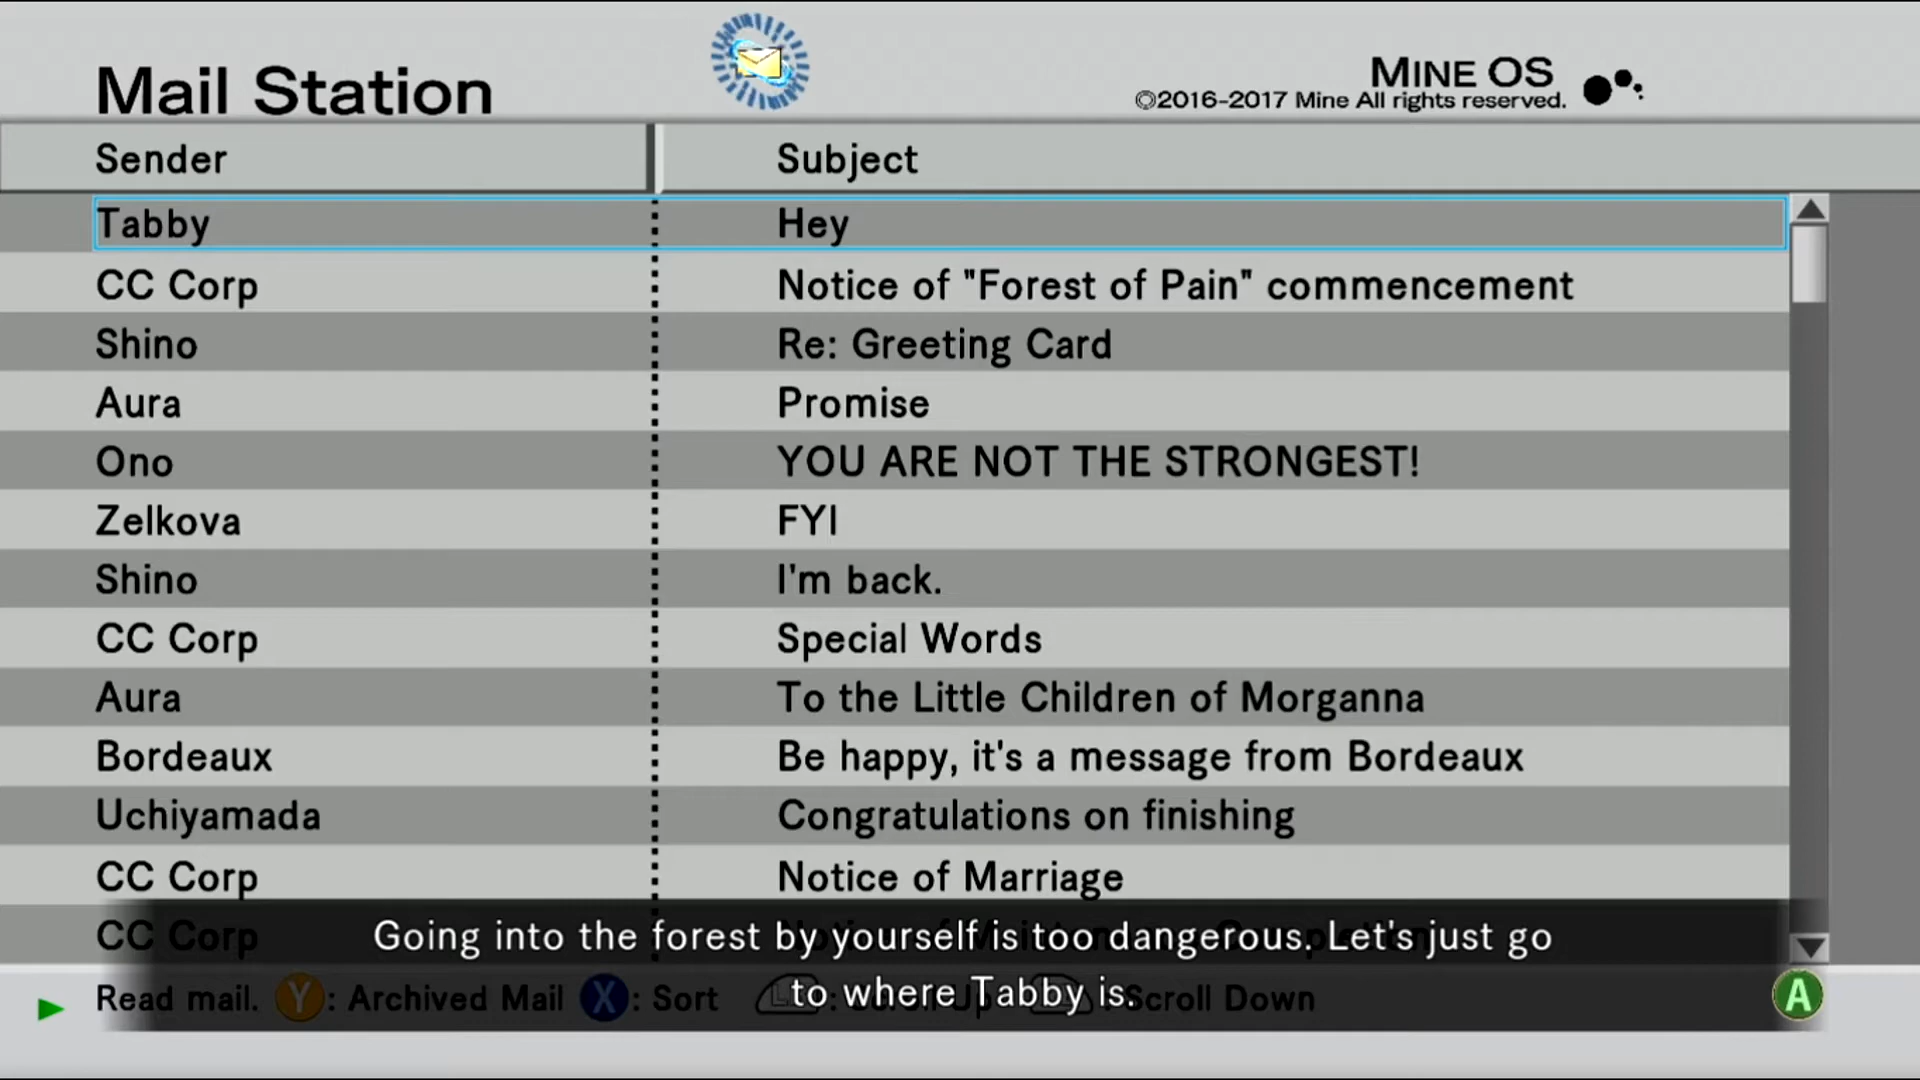 Mail Station
MINE OS
©2016-2017 Mine All rights reserved.
Sender Subject
Tabby Hey
CC Corp Notice of "Forest of Pain" commencement
Shino Re: Greeting Card
Aura Promise
Ono YOU ARE NOT THE STRONGEST!
Zelkova FYI
Shino I'm back.
CC Corp Special Words
Aura To the Little Children of Morganna
Bordeaux Be happy, it's a message from Bordeaux
Uchiyamada Congratulations on finishing
CC Corp Notice of Marriage
CC Corp
Going into the forest by yourself is too dangerous. Let's just go
to where Tabby is.
Read mail. Y: Archived Mail X: Sort Scroll Down A